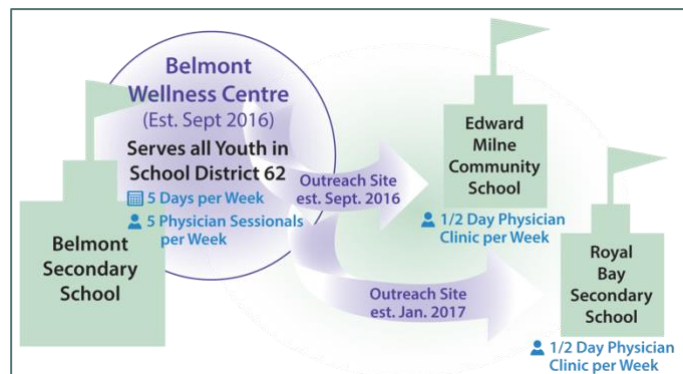 Belmont
Wellness Centre
(Est. Sept 2016)
Serves all Youth in
School District 62
5 Days per Week
5 Physician Sessionals
per Week
Belmont
Secondary
School
Outreach Site
est. Sept. 2016
Edward
Milne
Community
School
1/2 Day Physician
Clinic per Week
Outreach Site
est. Jan. 2017
Royal
Bay
Secondary
School
1/2 Day Physician
Clinic per Week